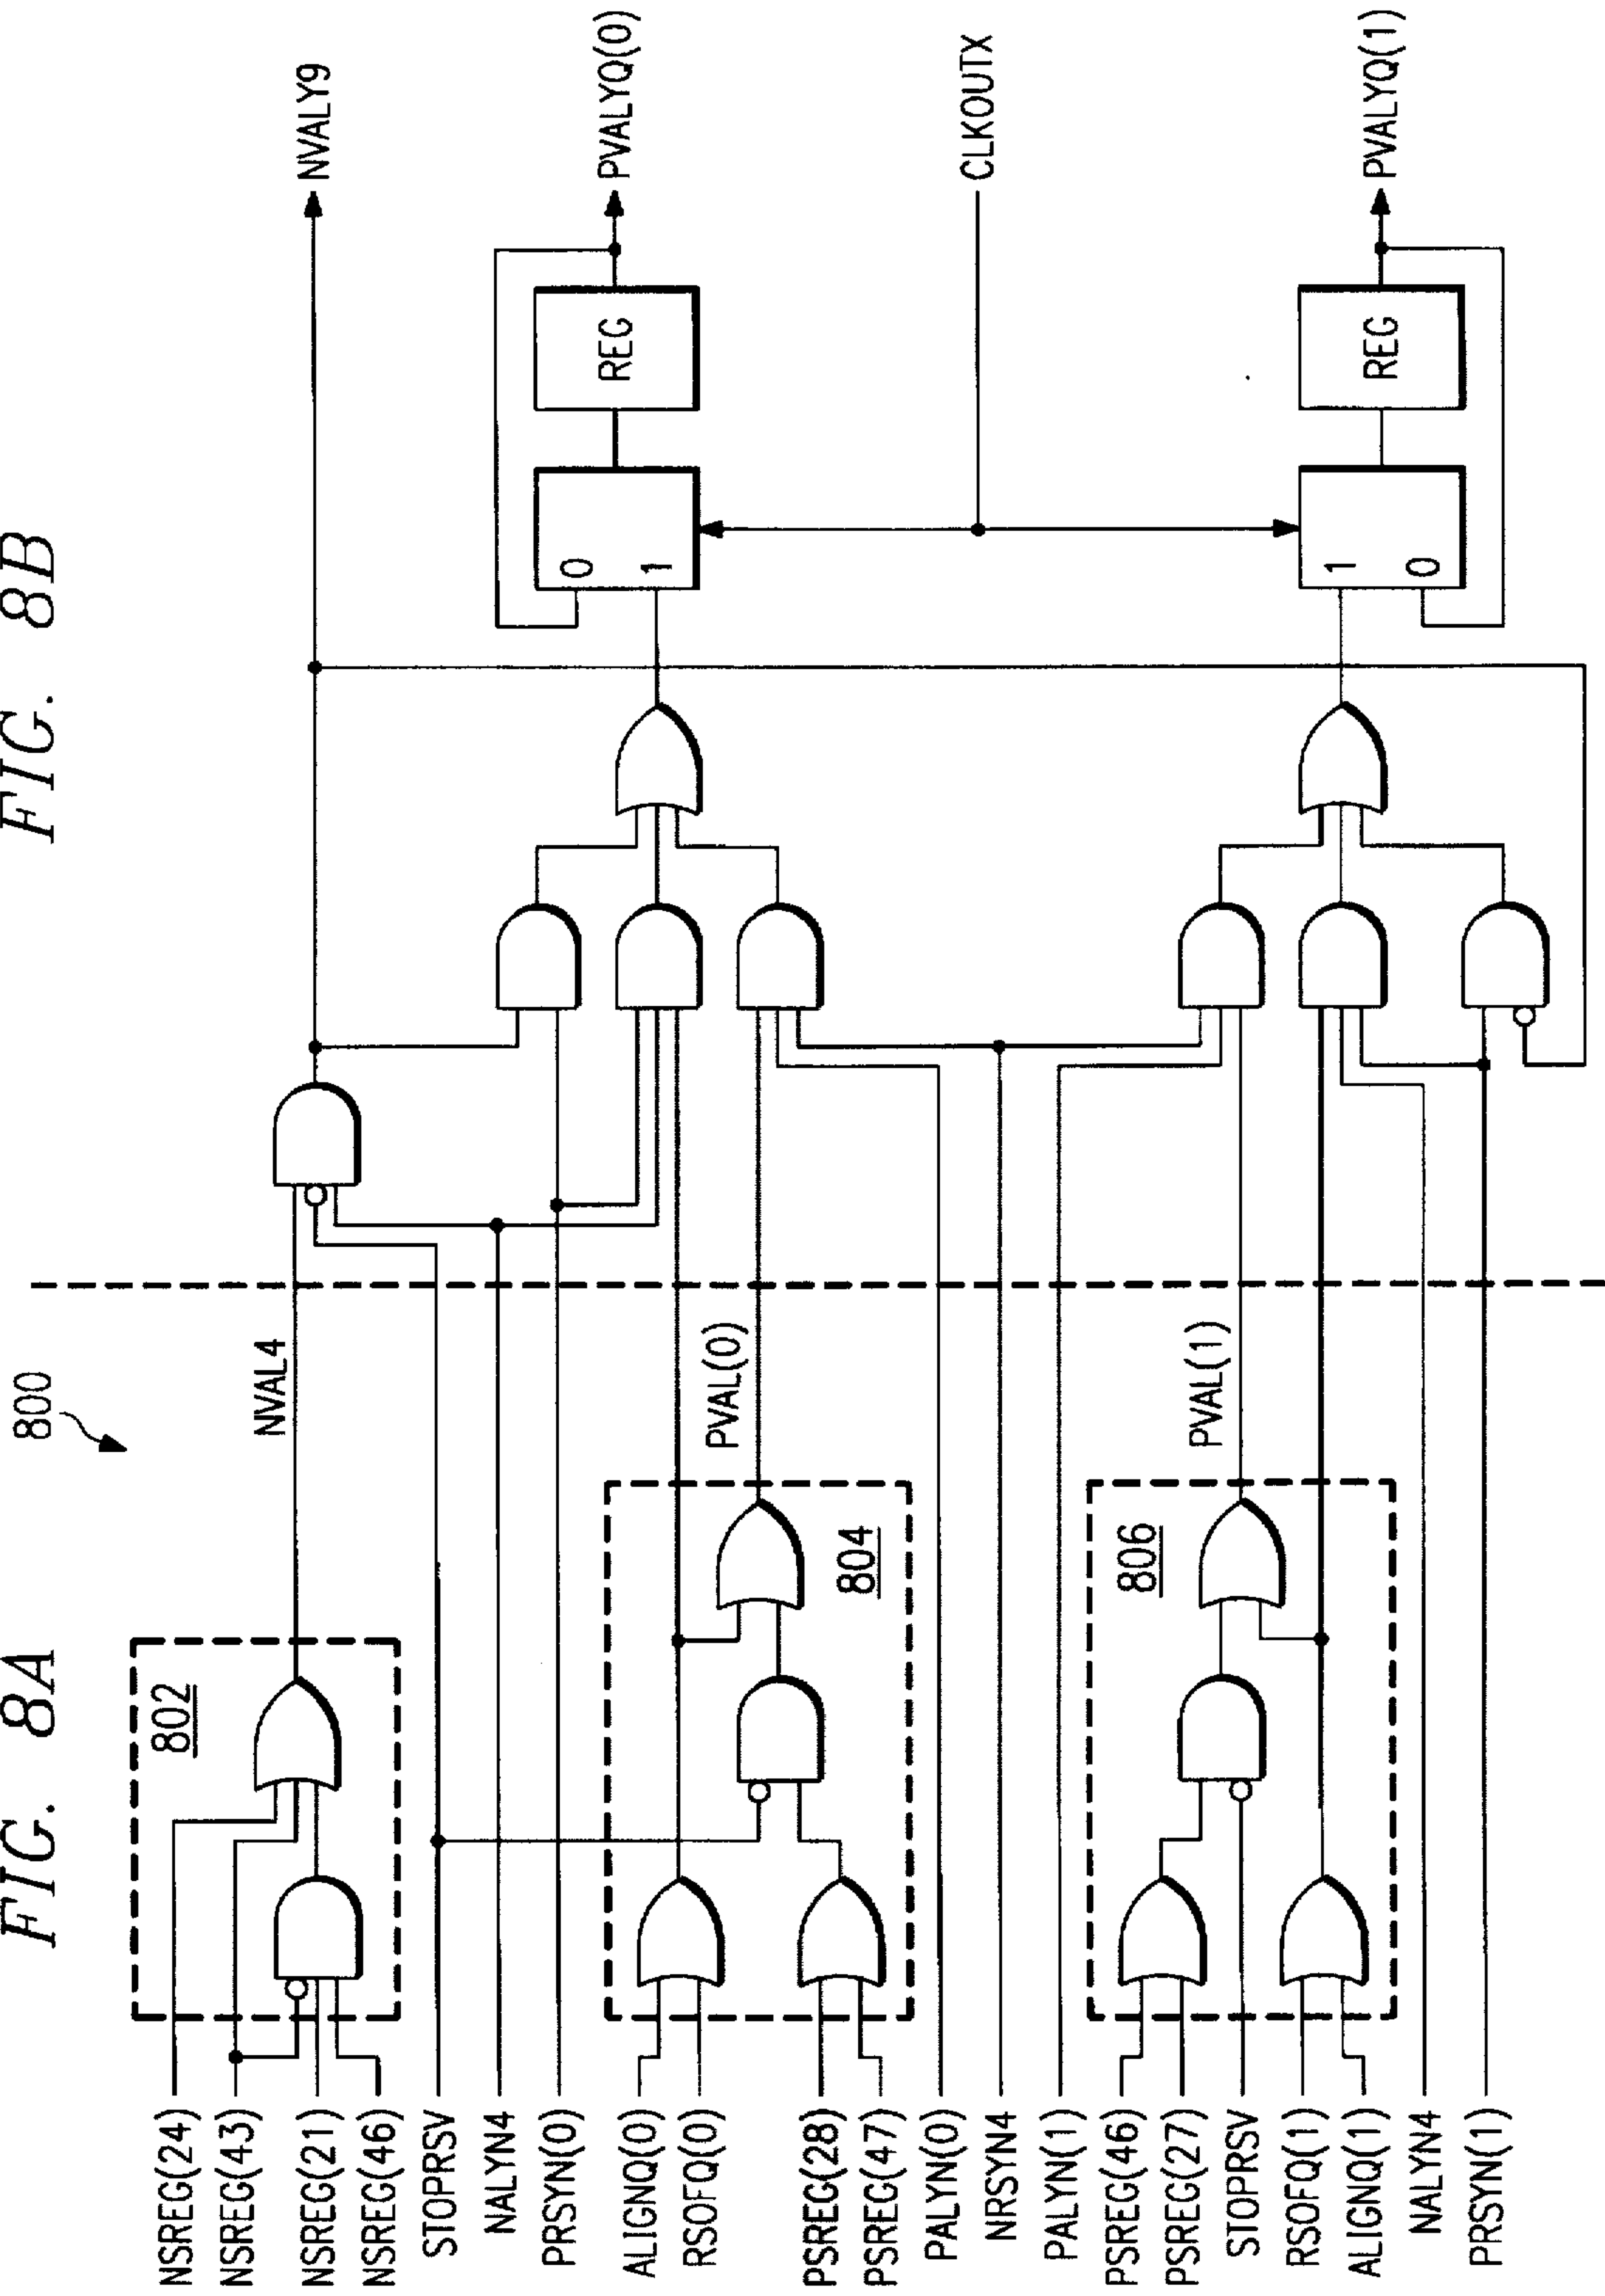 FIG. 8A
FIG. 8B
800
802
NVAL4
NVALY9
NSREG(24)
NSREG(43)
NSREG(21)
NSREG(46)
STOPRSV
NALYN4
PRSYN(0)
ALIGNQ(0)
RSOFQ(0)
PSREG(28)
PSREG(47)
PALYN(0)
NRSYN4
PALYN(1)
PSREG(46)
PSREG(27)
STOPRSV
RSOFQ(1)
ALIGNQ(1)
NALYN4
PRSYN(1)
804
PVAL(0)
806
PVAL(1)
0
1
REG
PVALYQ(0)
CLKOUTX
1
0
REG
PVALYQ(1)